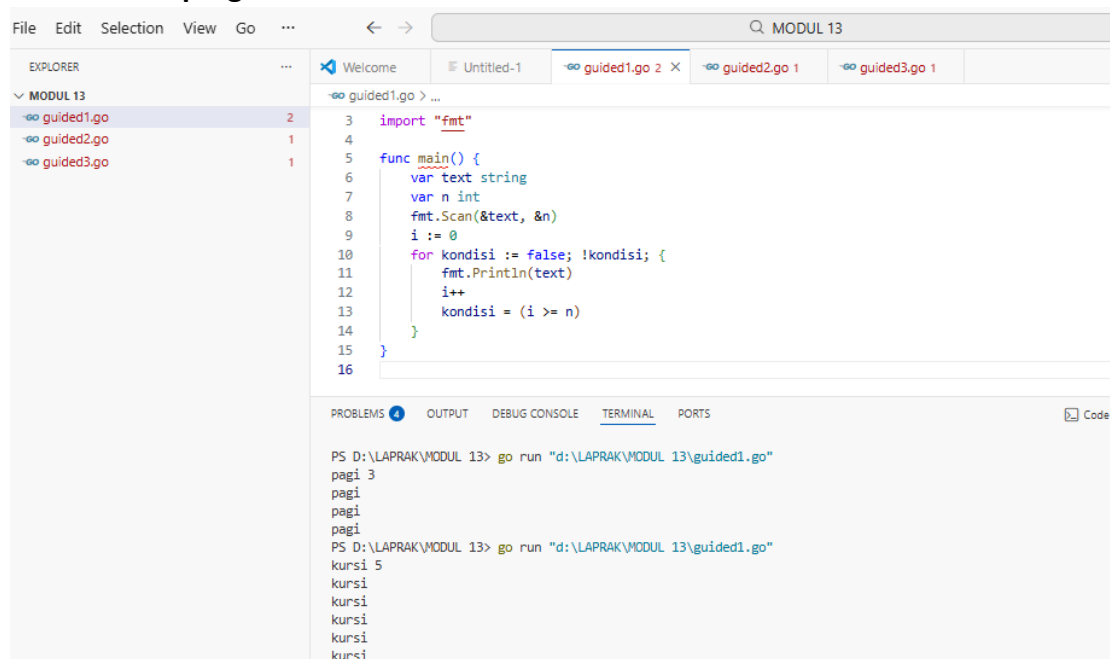 File Edit Selection View Go ··· ← → MODUL 13
EXPLORER ···
Welcome Untitled-1 guided1.go 2 × guided2.go 1 guided3.go 1
MODUL 13
guided1.go 2
guided2.go 1
guided3.go 1
guided1.go > ...
3 import "fmt"
4
5 func main() {
6 var text string
7 var n int
8 fmt.Scan(&text, &n)
9 i := 0
10 for kondisi := false; !kondisi; {
11 fmt.Println(text)
12 i++
13 kondisi = (i >= n)
14 }
15 }
16
PROBLEMS 4 OUTPUT DEBUG CONSOLE TERMINAL PORTS Code
PS D:\LAPRAK\MODUL 13> go run "d:\LAPRAK\MODUL 13\guided1.go"
pagi 3
pagi
pagi
pagi
PS D:\LAPRAK\MODUL 13> go run "d:\LAPRAK\MODUL 13\guided1.go"
kursi 5
kursi
kursi
kursi
kursi
kursi